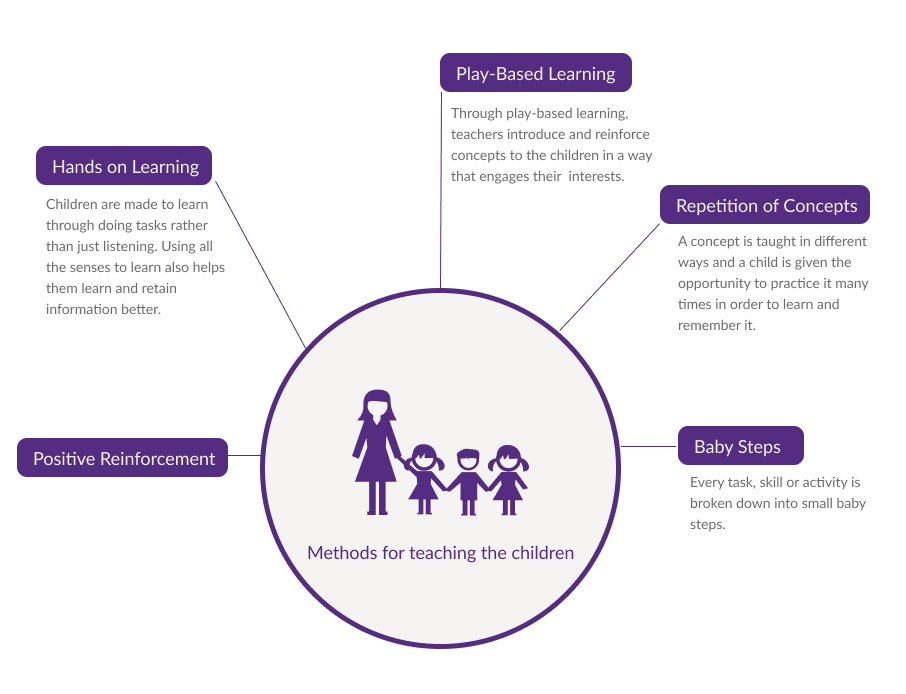 Play-Based Learning
Through play-based learning,
teachers introduce and reinforce
concepts to the children in a way
that engages their  interests.
Hands on Learning
Children are made to learn
through doing tasks rather
than just listening. Using all
the senses to learn also helps
them learn and retain
information better.
Repetition of Concepts
A concept is taught in different
ways and a child is given the
opportunity to practice it many
times in order to learn and
remember it.
Positive Reinforcement
Baby Steps
Every task, skill or activity is
broken down into small baby
steps.
Methods for teaching the children